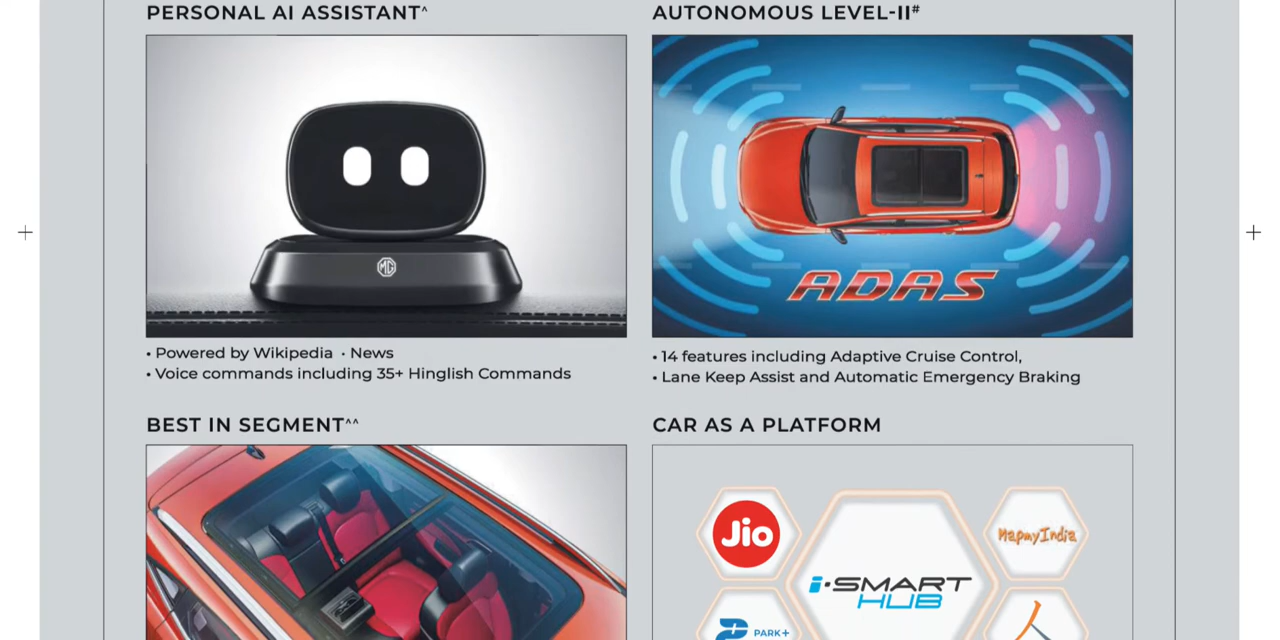 PERSONAL AI ASSISTANT^
AUTONOMOUS LEVEL-II#
MG
ADAS
• Powered by Wikipedia • News
• Voice commands including 35+ Hinglish Commands
• 14 features including Adaptive Cruise Control,
• Lane Keep Assist and Automatic Emergency Braking
BEST IN SEGMENT^^
CAR AS A PLATFORM
Jio
MapmyIndia
i-SMART
HUB
PARK+